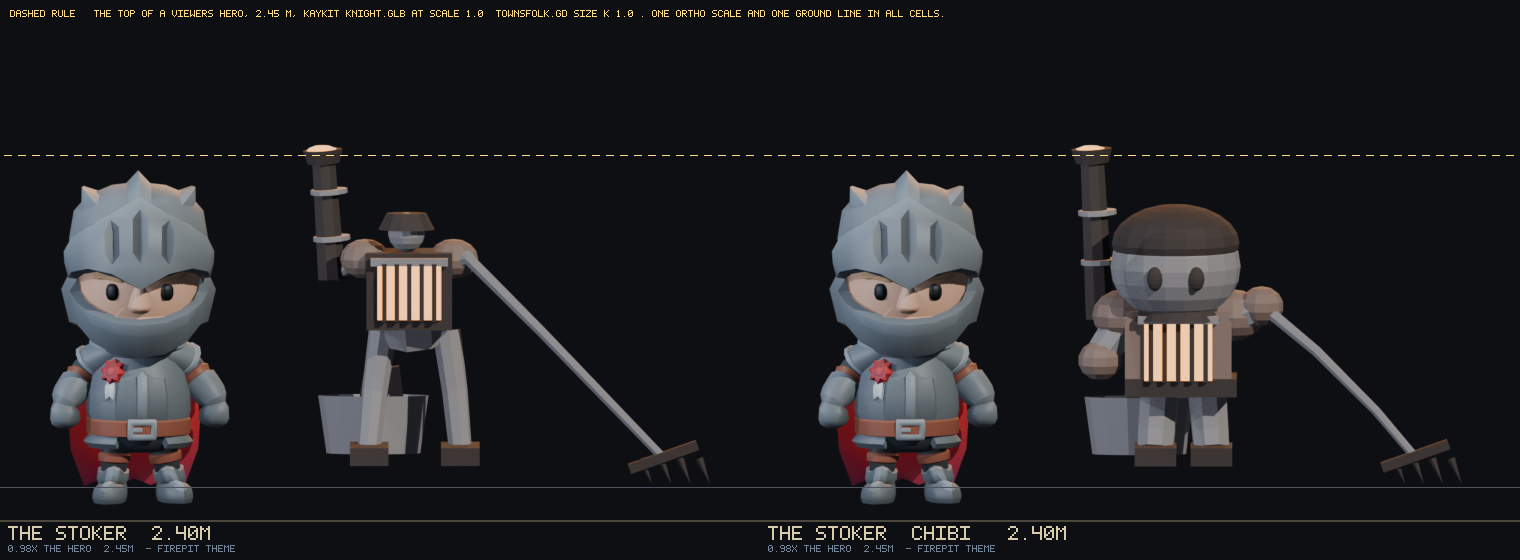 DASHED RULE THE TOP OF A VIEWERS HERO, 2.45 M, KAYKIT KNIGHT.GLB AT SCALE 1.0 TOWNSFOLK.GD SIZE K 1.0 . ONE ORTHO SCALE AND ONE GROUND LINE IN ALL CELLS.
THE STOKER 2.40M
0.98X THE HERO 2.45M - FIREPIT THEME
THE STOKER CHIBI 2.40M
0.98X THE HERO 2.45M - FIREPIT THEME